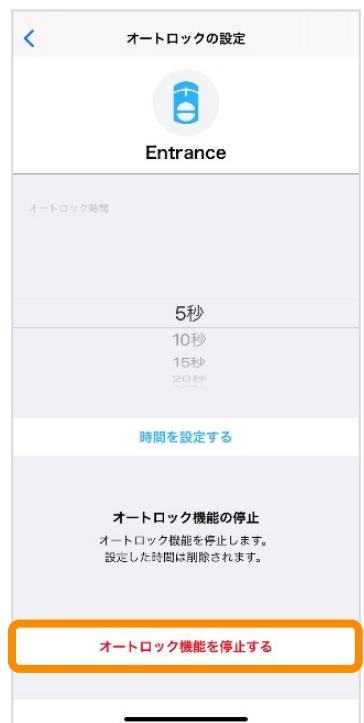 オートロックの設定
Entrance
オートロック時間
5秒
10秒
15秒
20秒
時間を設定する
オートロック機能の停止
オートロック機能を停止します。
設定した時間は削除されます。
オートロック機能を停止する